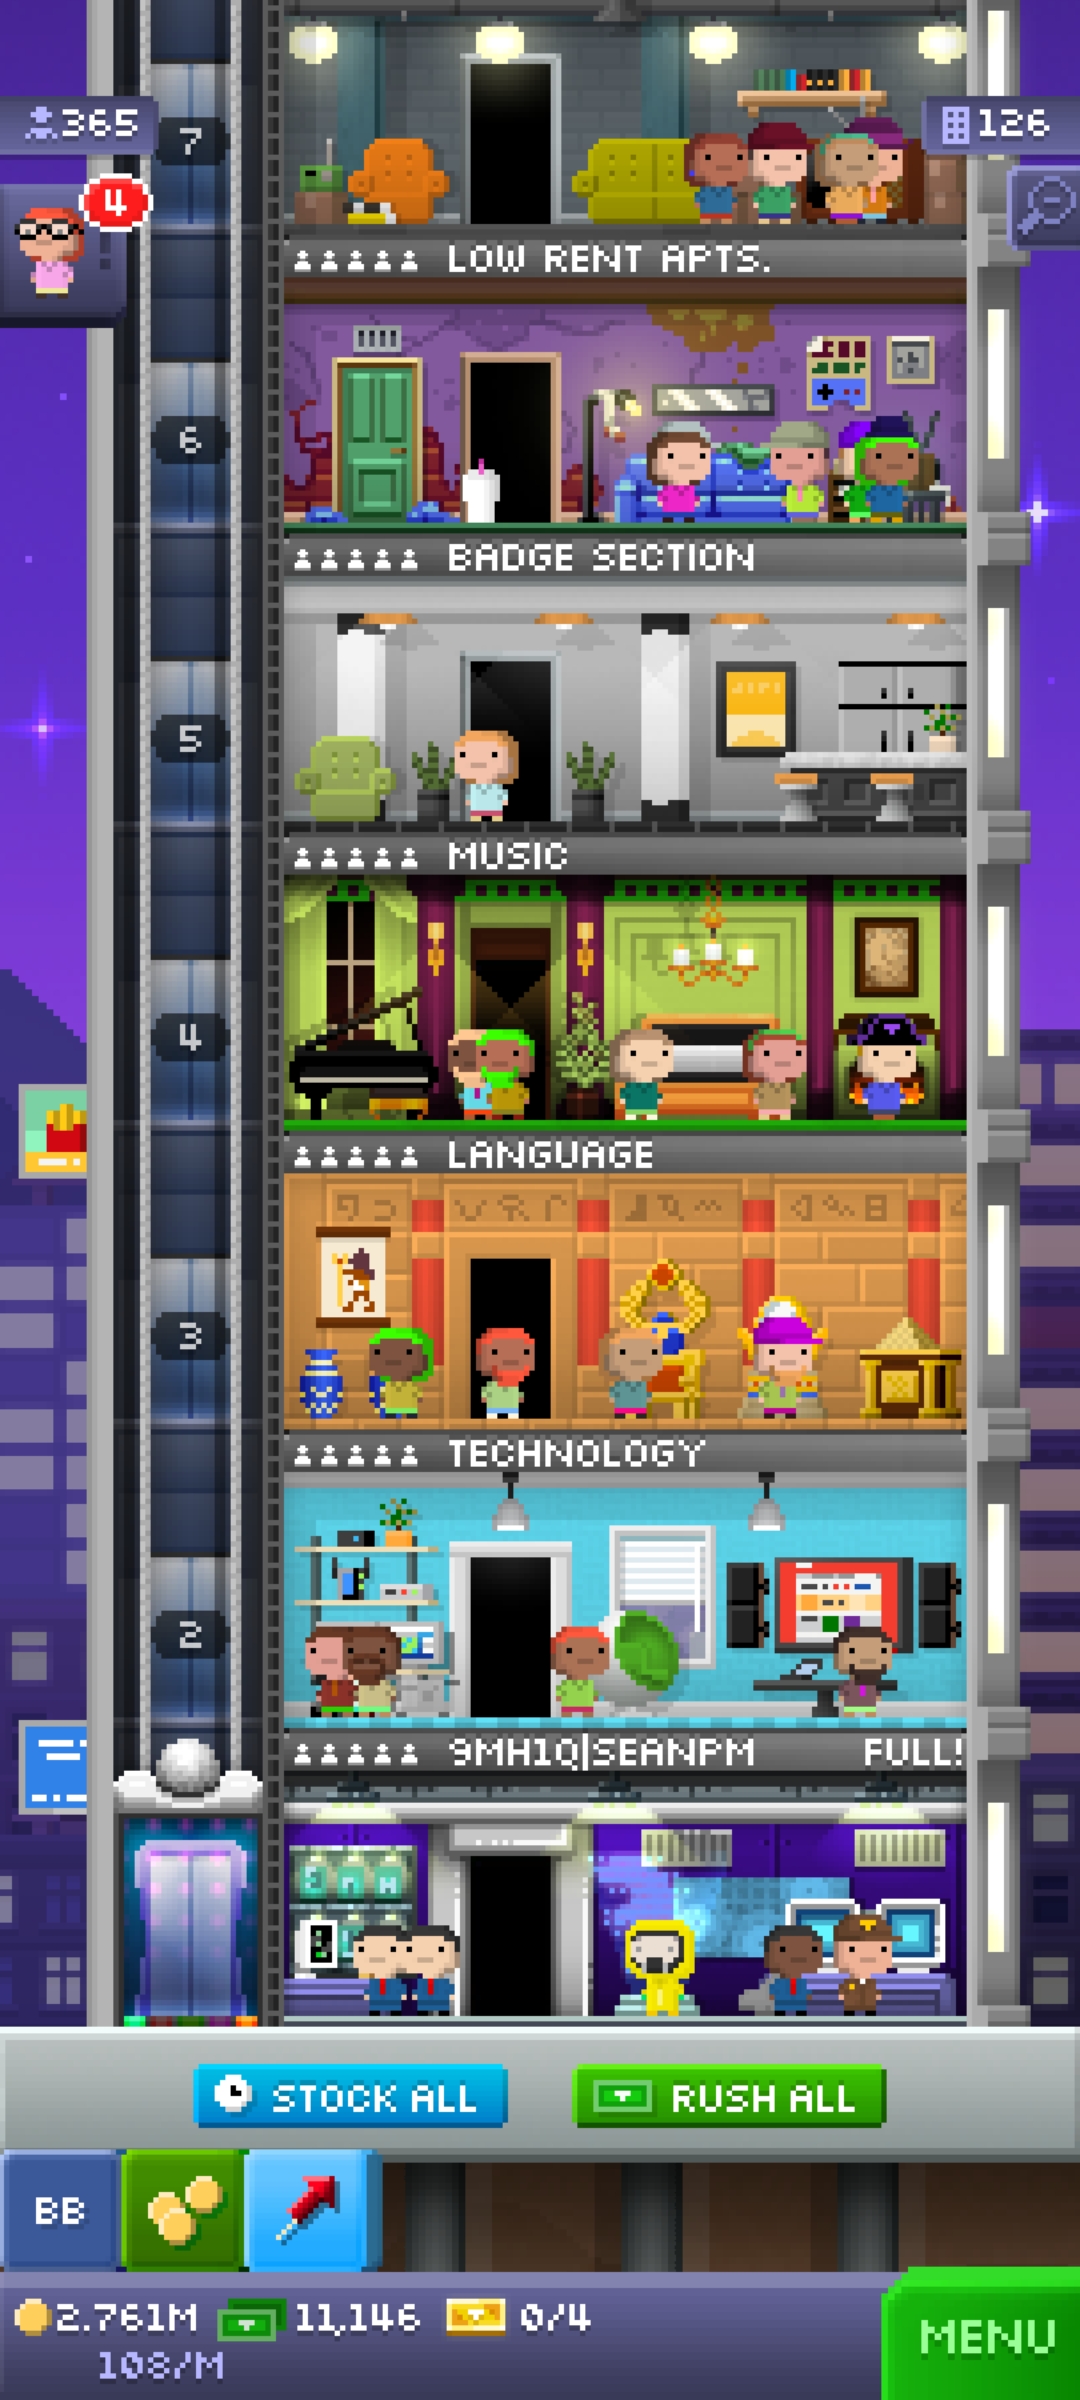 365
7
126
4
LOW RENT APTS.
6
BADGE SECTION
5
MUSIC
4
LANGUAGE
3
TECHNOLOGY
2
9MH1Q|SEANPM FULL!
STOCK ALL
RUSH ALL
BB
2.761M
11,146
0/4
108/M
MENU